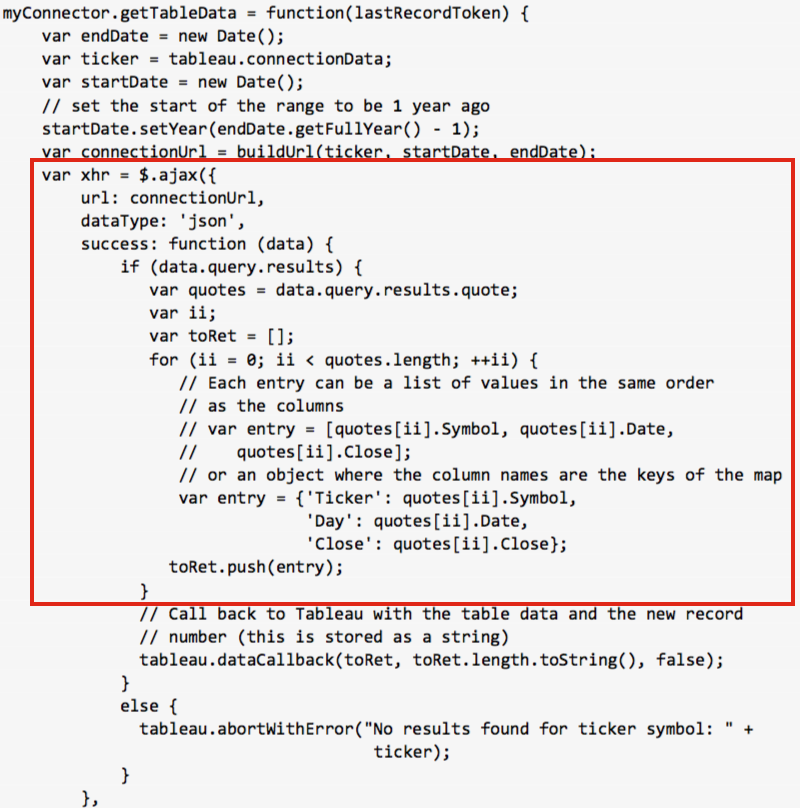 myConnector.getTableData = function(lastRecordToken) {
    var endDate = new Date();
    var ticker = tableau.connectionData;
    var startDate = new Date();
    // set the start of the range to be 1 year ago
    startDate.setYear(endDate.getFullYear() - 1);
    var connectionUrl = buildUrl(ticker, startDate, endDate);
    var xhr = $.ajax({
        url: connectionUrl,
        dataType: 'json',
        success: function (data) {
            if (data.query.results) {
               var quotes = data.query.results.quote;
               var ii;
               var toRet = [];
               for (ii = 0; ii < quotes.length; ++ii) {
                  // Each entry can be a list of values in the same order
                  // as the columns
                  // var entry = [quotes[ii].Symbol, quotes[ii].Date,
                  //    quotes[ii].Close];
                  // or an object where the column names are the keys of the map
                  var entry = {'Ticker': quotes[ii].Symbol,
                               'Day': quotes[ii].Date,
                               'Close': quotes[ii].Close};
                 toRet.push(entry);
              }
              // Call back to Tableau with the table data and the new record
              // number (this is stored as a string)
              tableau.dataCallback(toRet, toRet.length.toString(), false);
            }
            else {
              tableau.abortWithError("No results found for ticker symbol: " +
                                      ticker);
            }
        },